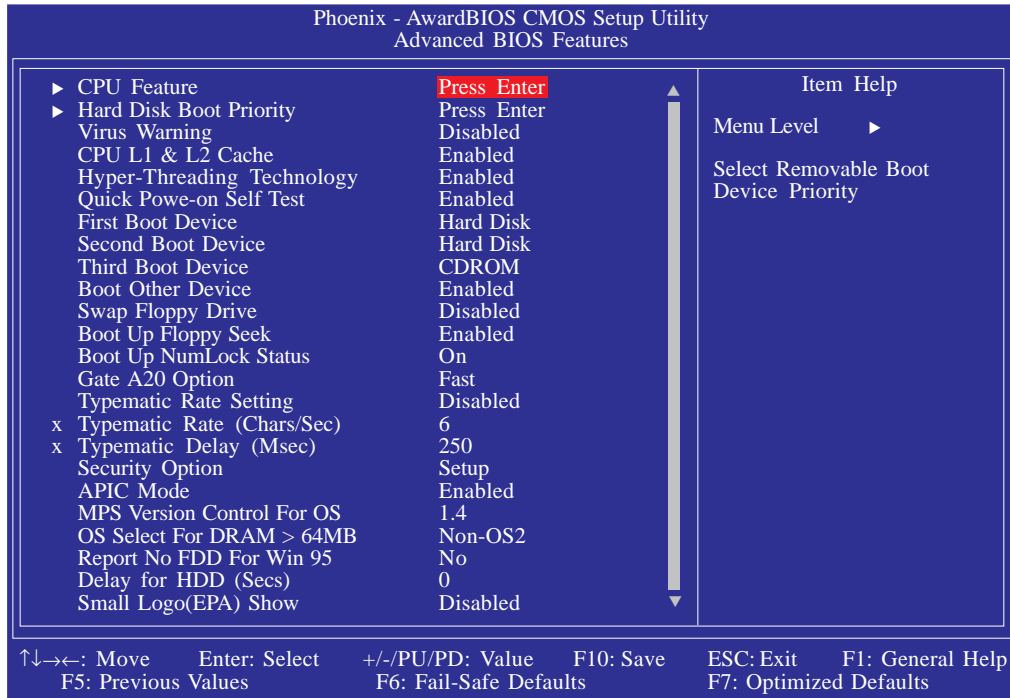 Phoenix - AwardBIOS CMOS Setup Utility
Advanced BIOS Features
▶ CPU Feature Press Enter
▶ Hard Disk Boot Priority Press Enter
Virus Warning Disabled
CPU L1 & L2 Cache Enabled
Hyper-Threading Technology Enabled
Quick Powe-on Self Test Enabled
First Boot Device Hard Disk
Second Boot Device Hard Disk
Third Boot Device CDROM
Boot Other Device Enabled
Swap Floppy Drive Disabled
Boot Up Floppy Seek Enabled
Boot Up NumLock Status On
Gate A20 Option Fast
Typematic Rate Setting Disabled
x Typematic Rate (Chars/Sec) 6
x Typematic Delay (Msec) 250
Security Option Setup
APIC Mode Enabled
MPS Version Control For OS 1.4
OS Select For DRAM > 64MB Non-OS2
Report No FDD For Win 95 No
Delay for HDD (Secs) 0
Small Logo(EPA) Show Disabled
Item Help
Menu Level ▶
Select Removable Boot
Device Priority
↑↓→←: Move Enter: Select +/-/PU/PD: Value F10: Save ESC: Exit F1: General Help
F5: Previous Values F6: Fail-Safe Defaults F7: Optimized Defaults